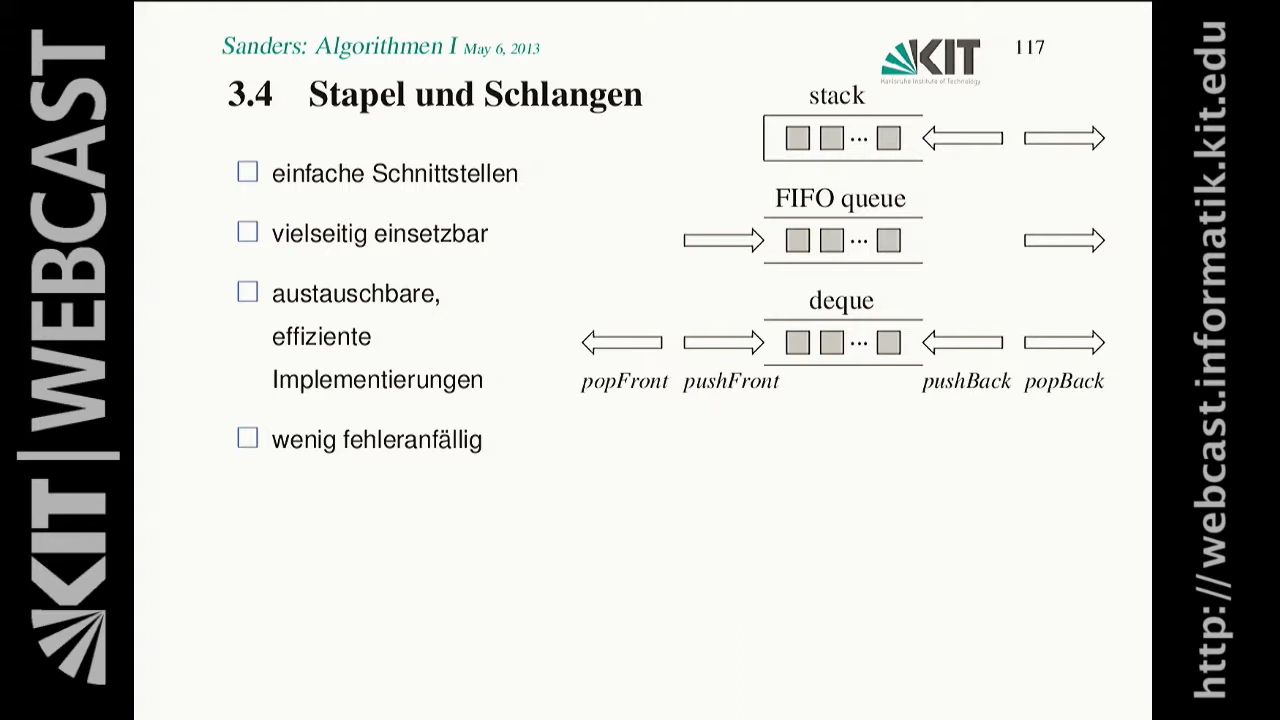 KIT | WEBCAST
Sanders: Algorithmen I May 6, 2013
KIT
Karlsruhe Institute of Technology
117
3.4 Stapel und Schlangen
einfache Schnittstellen
vielseitig einsetzbar
austauschbare,
effiziente
Implementierungen
wenig fehleranfällig
stack
...
FIFO queue
...
deque
...
popFront pushFront pushBack popBack
http://webcast.informatik.kit.edu